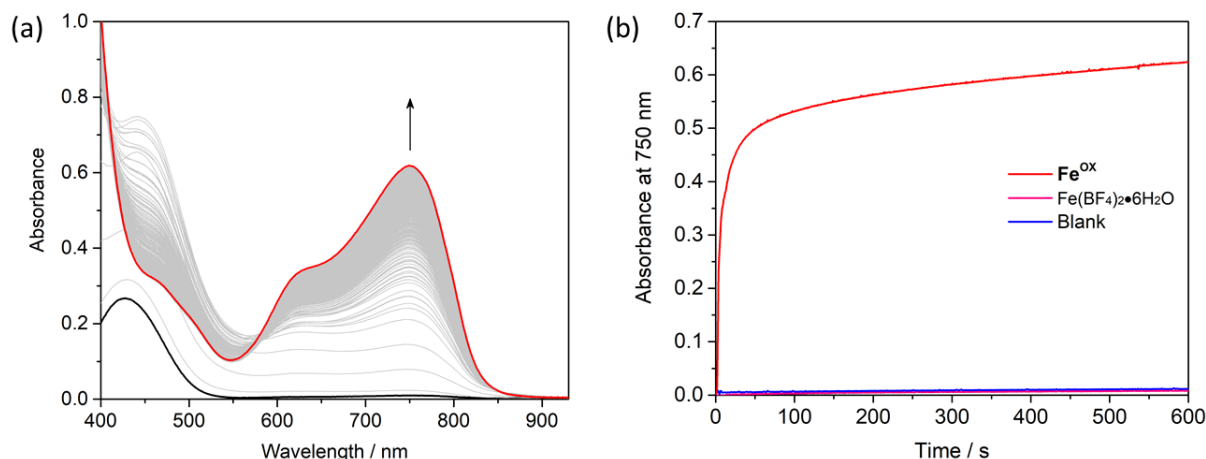 (a)
1.0
0.8
0.6
0.4
0.2
0.0
Absorbance
400 500 600 700 800 900
Wavelength / nm
(b)
0.7
0.6
0.5
0.4
0.3
0.2
0.1
0.0
Absorbance at 750 nm
Fe^ox
Fe(BF₄)₂•6H₂O
Blank
0 100 200 300 400 500 600
Time / s